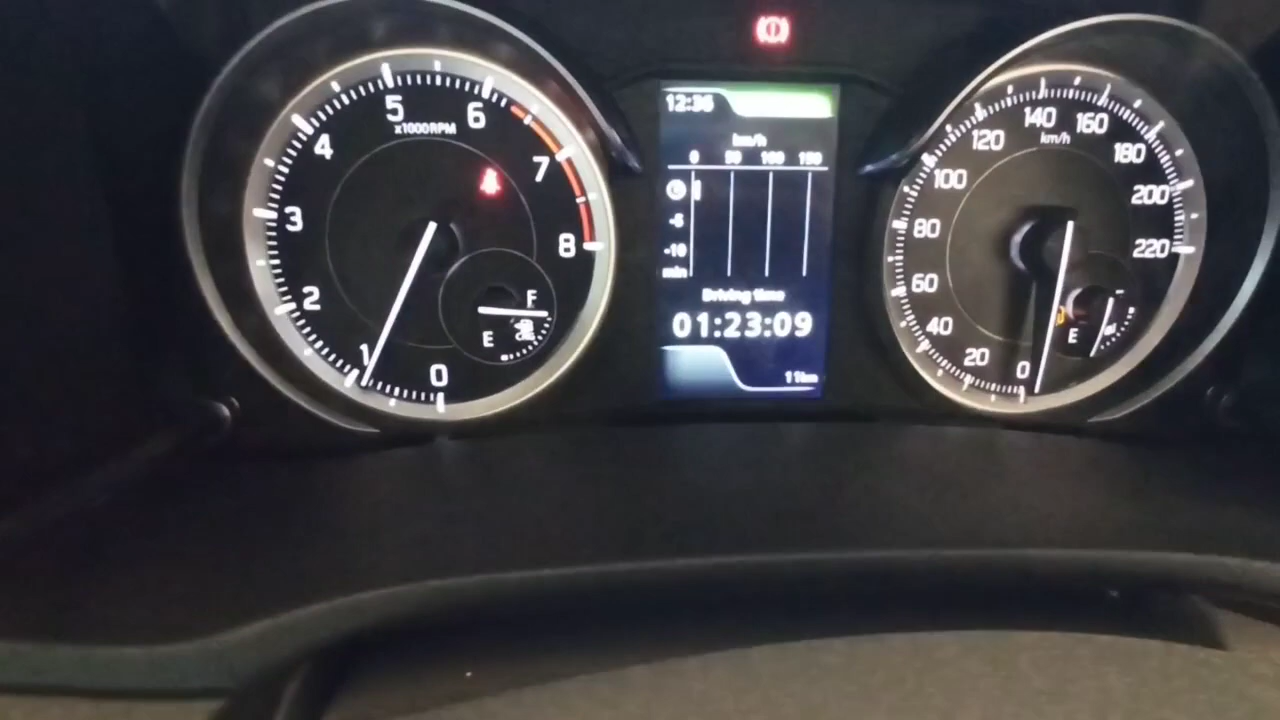 5
6
x1000RPM
4
7
3
8
2
F
E
1
0
12:36
km/h
0 50 100 150
-5
-10
min
Driving time
01:23:09
11km
140
160
120
km/h
180
100
200
80
220
60
40
E
20
0